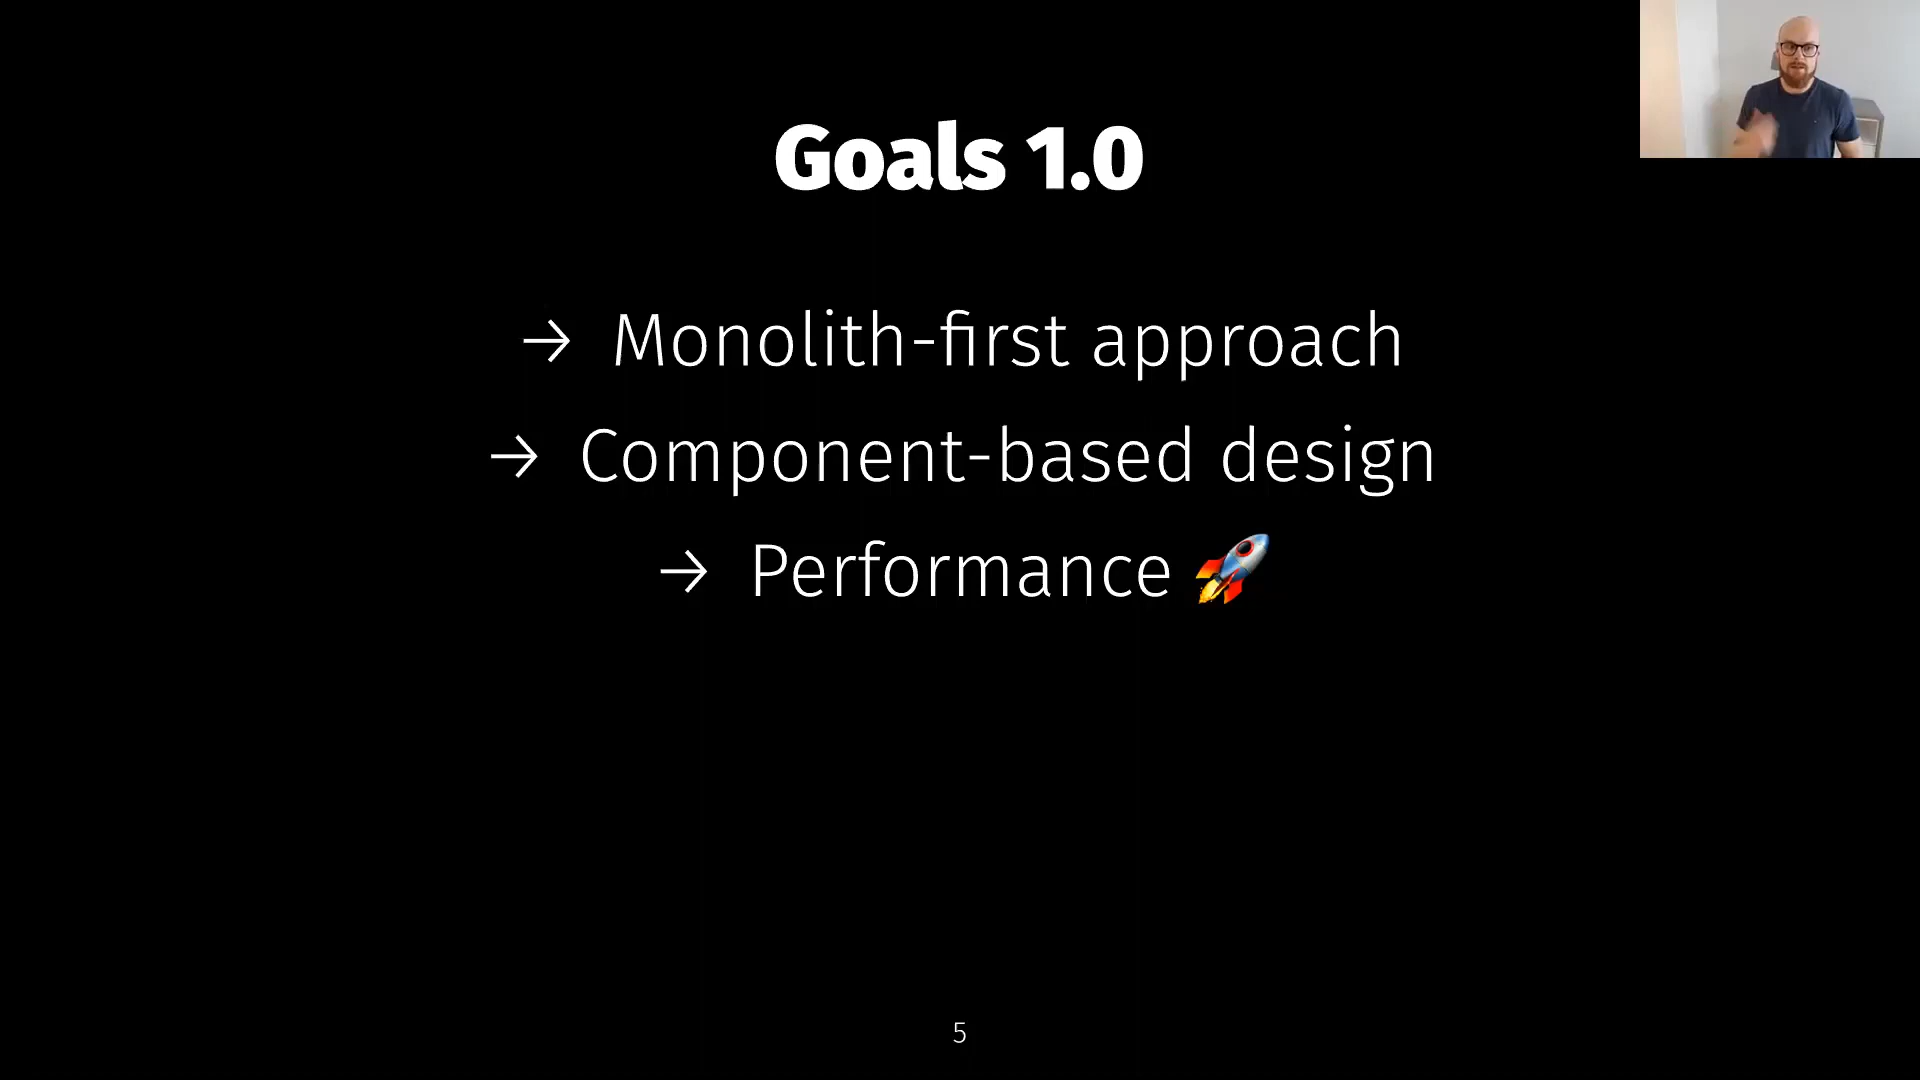 Goals 1.0
→ Monolith-first approach
→ Component-based design
→ Performance 🚀
5